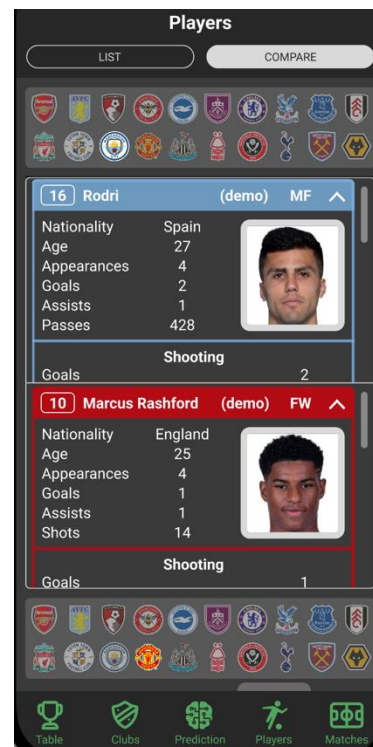 Players
LIST COMPARE
16 Rodri (demo) MF
Nationality Spain
Age 27
Appearances 4
Goals 2
Assists 1
Passes 428
Shooting
Goals 2
10 Marcus Rashford (demo) FW
Nationality England
Age 25
Appearances 4
Goals 1
Assists 1
Shots 14
Shooting
Goals 1
Table Clubs Prediction Players Matches